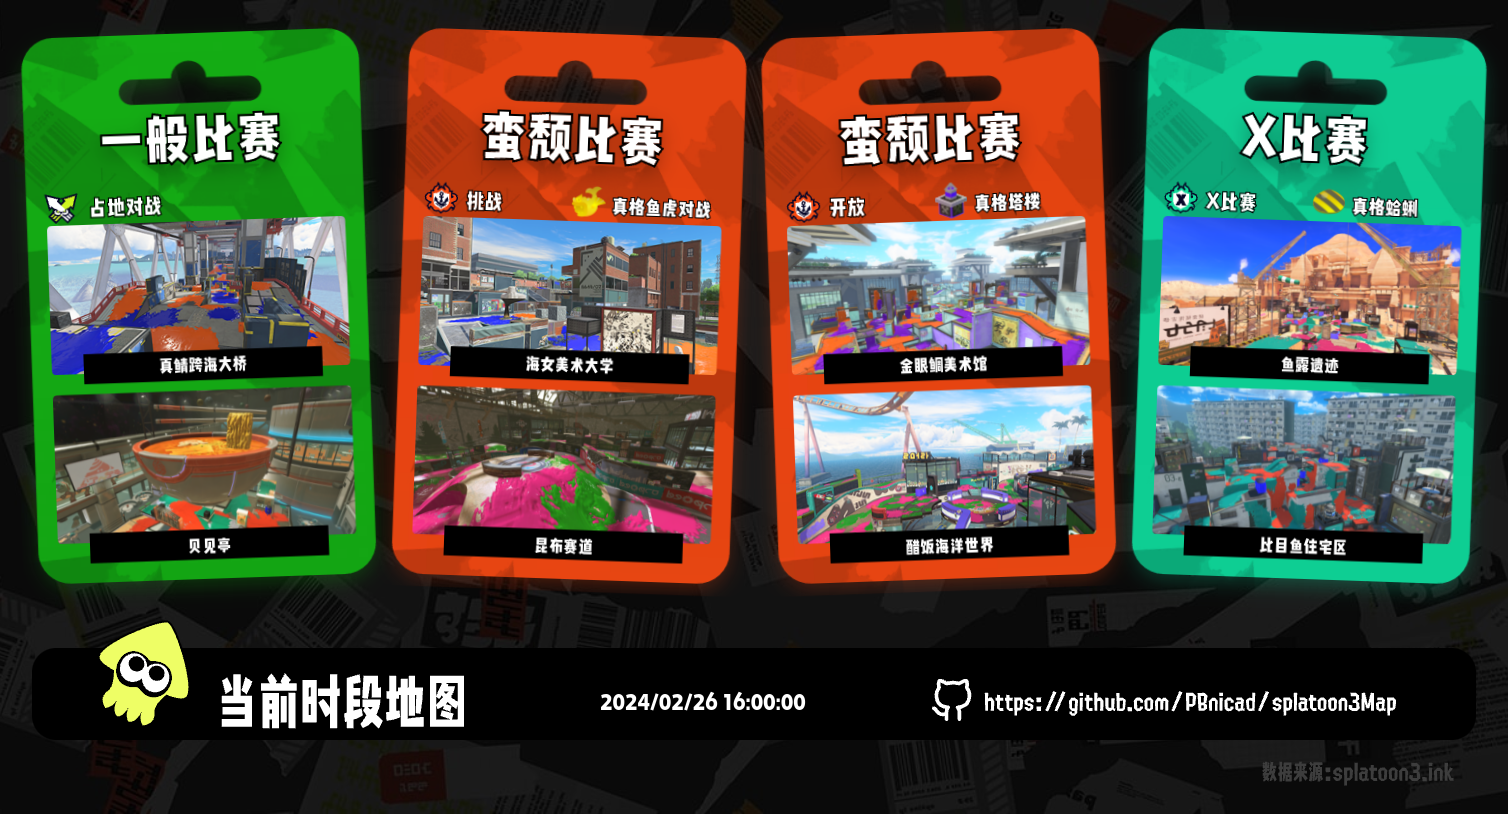 一般比赛
占地对战
真鲭跨海大桥
贝见亭
蛮颓比赛
挑战
真格鱼虎对战
海女美术大学
昆布赛道
蛮颓比赛
开放
真格塔楼
金眼鲷美术馆
醋饭海洋世界
X比赛
X比赛
真格蛤蜊
鱼露遗迹
比目鱼住宅区
当前时段地图
2024/02/26 16:00:00
https://github.com/PBnicad/splatoon3Map
数据来源:splatoon3.ink